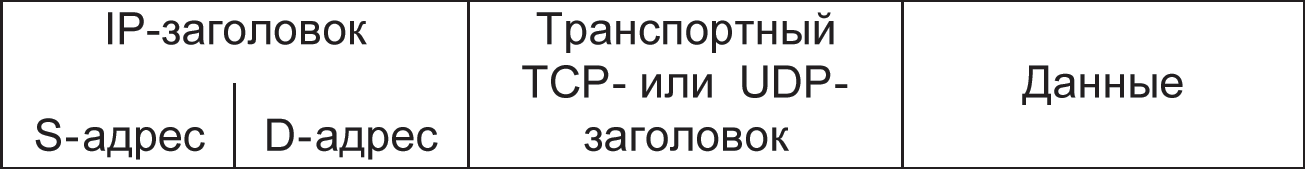 IP-заголовок
S-адрес
D-адрес
Транспортный
TCP- или UDP-
заголовок
Данные